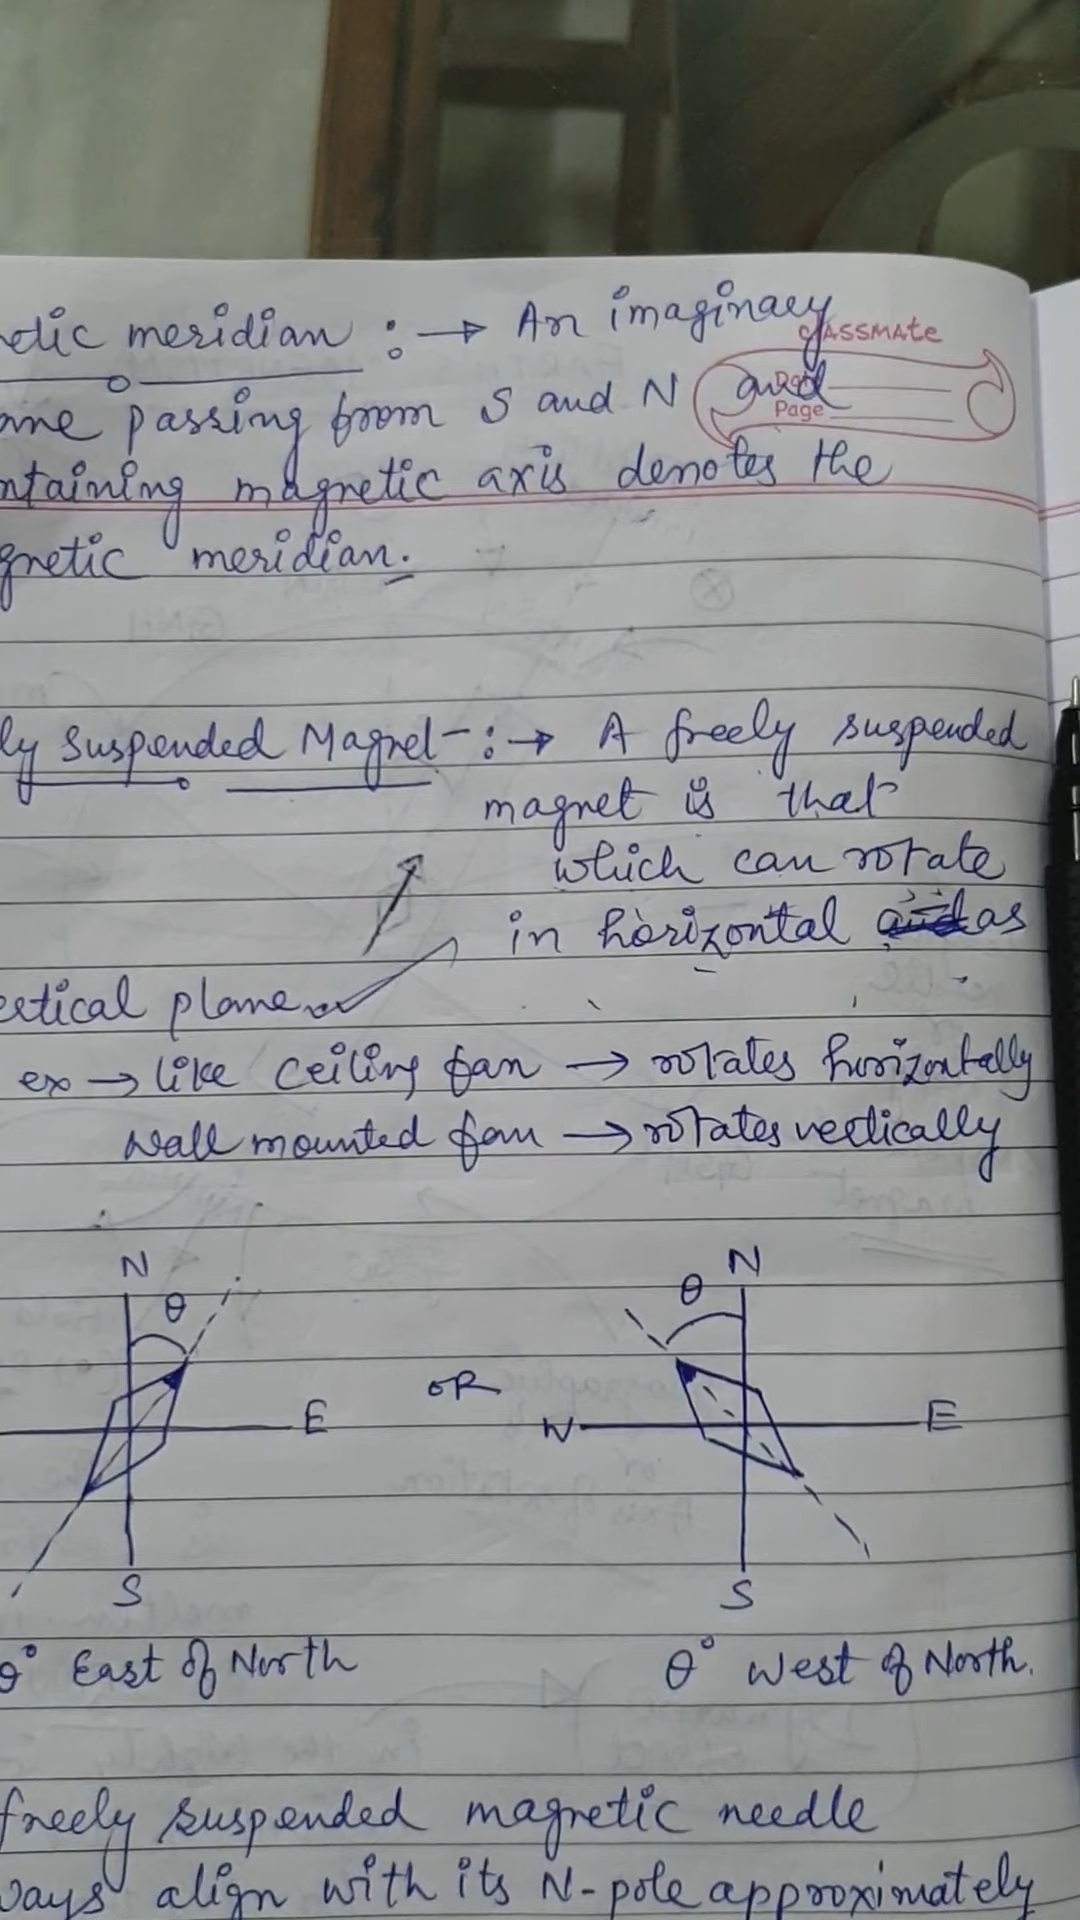 etic meridian :→ An imaginary
CLASSMATE
ane passing from S and N and
Date
Page
ntaining magnetic axis denotes the
gnetic meridian.
ly Suspended Magnet :→ A freely suspended
magnet is that
which can rotate
in horizontal as
ertical plane
ex → like ceiling fan → rotates horizontally
Wall mounted fan → rotates vertically
N N
θ θ
E OR W E
S S
θ° East of North θ° West of North.
freely suspended magnetic needle
ways align with its N-pole approximately